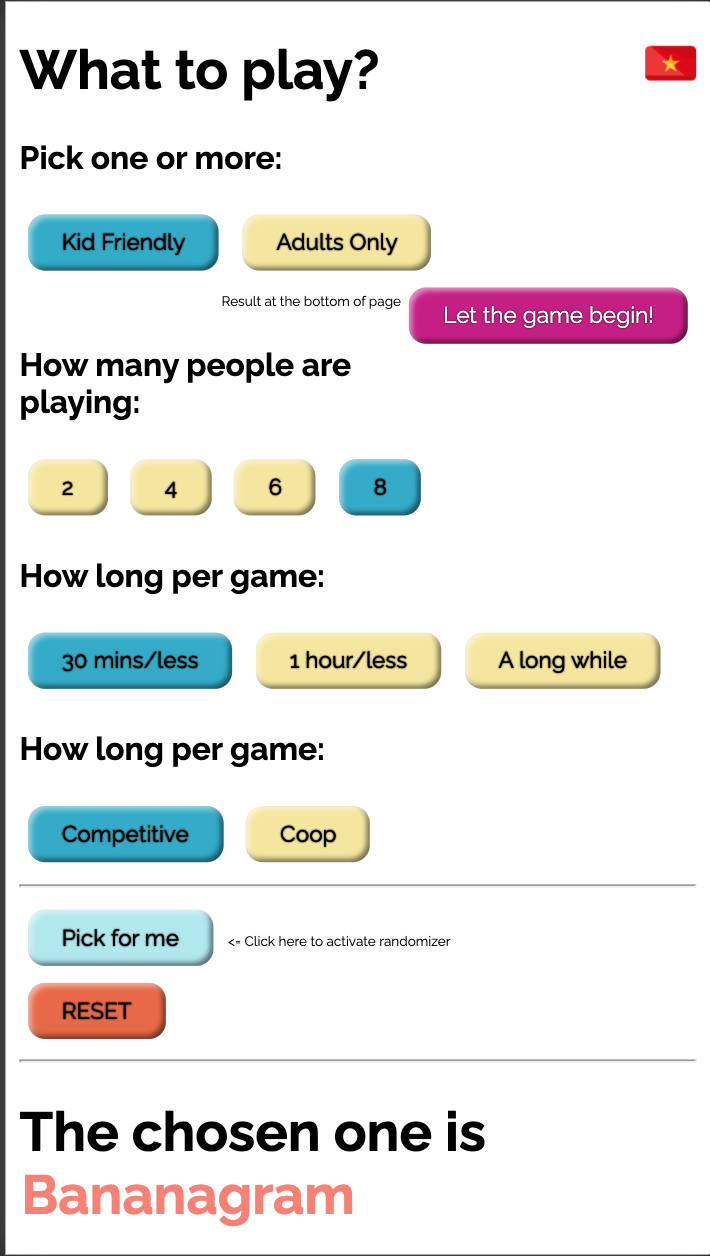 What to play?
Pick one or more:
Kid Friendly
Adults Only
Result at the bottom of page
Let the game begin!
How many people are
playing:
2
4
6
8
How long per game:
30 mins/less
1 hour/less
A long while
How long per game:
Competitive
Coop
Pick for me
<= Click here to activate randomizer
RESET
The chosen one is
Bananagram